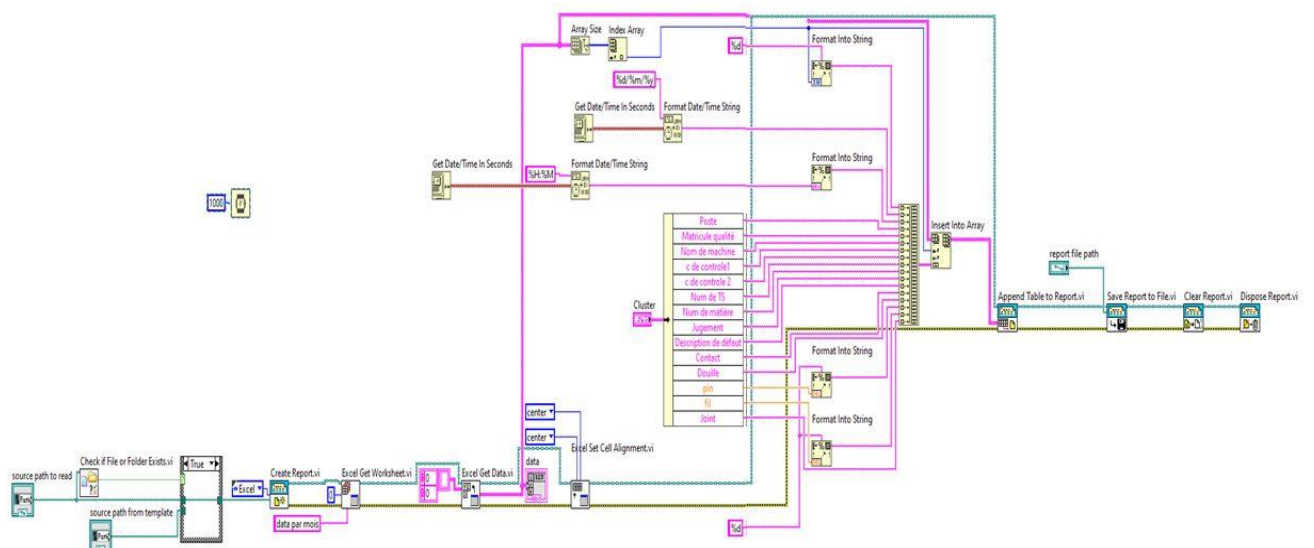 Array Size
Index Array
%d
Format Into String
%d/%m/%y
Get Date/Time In Seconds
Format Date/Time String
Get Date/Time In Seconds
%H:%M
Format Date/Time String
Format Into String
1000
Poste
Matricule qualité
Nom de machine
c de controle1
c de controle 2
Num de TS
Num de matiere
Jugement
Description de défaut
Contact
Douille
pin
fil
Joint
Cluster
Insert Into Array
report file path
Append Table to Report.vi
Save Report to File.vi
Clear Report.vi
Dispose Report.vi
Format Into String
Format Into String
%d
center
center
Excel Set Cell Alignment.vi
data
source path to read
Check if File or Folder Exists.vi
True
source path from template
Excel
Create Report.vi
Excel Get Worksheet.vi
0
data par mois
0
0
Excel Get Data.vi